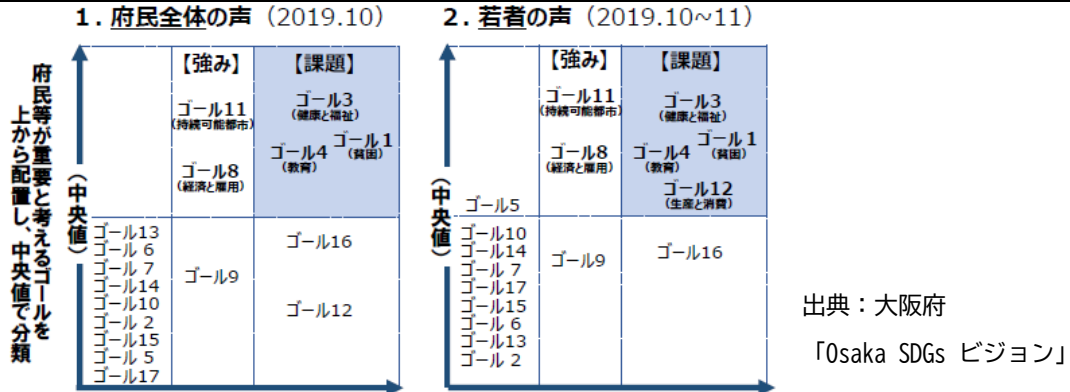 1. 府民全体の声（2019.10）
府民等が重要と考えるゴールを
上から配置し、中央値で分類
（中央値）
【強み】
【課題】
ゴール11
（持続可能都市）
ゴール3
（健康と福祉）
ゴール8
（経済と雇用）
ゴール4
（教育）
ゴール1
（貧困）
ゴール13
ゴール 6
ゴール 7
ゴール14
ゴール10
ゴール 2
ゴール15
ゴール 5
ゴール17
ゴール9
ゴール16
ゴール12
2. 若者の声（2019.10~11）
（中央値）
【強み】
【課題】
ゴール11
（持続可能都市）
ゴール3
（健康と福祉）
ゴール8
（経済と雇用）
ゴール4
（教育）
ゴール1
（貧困）
ゴール12
（生産と消費）
ゴール5
ゴール10
ゴール14
ゴール 7
ゴール17
ゴール15
ゴール 6
ゴール13
ゴール 2
ゴール9
ゴール16
出典：大阪府
「Osaka SDGs ビジョン」